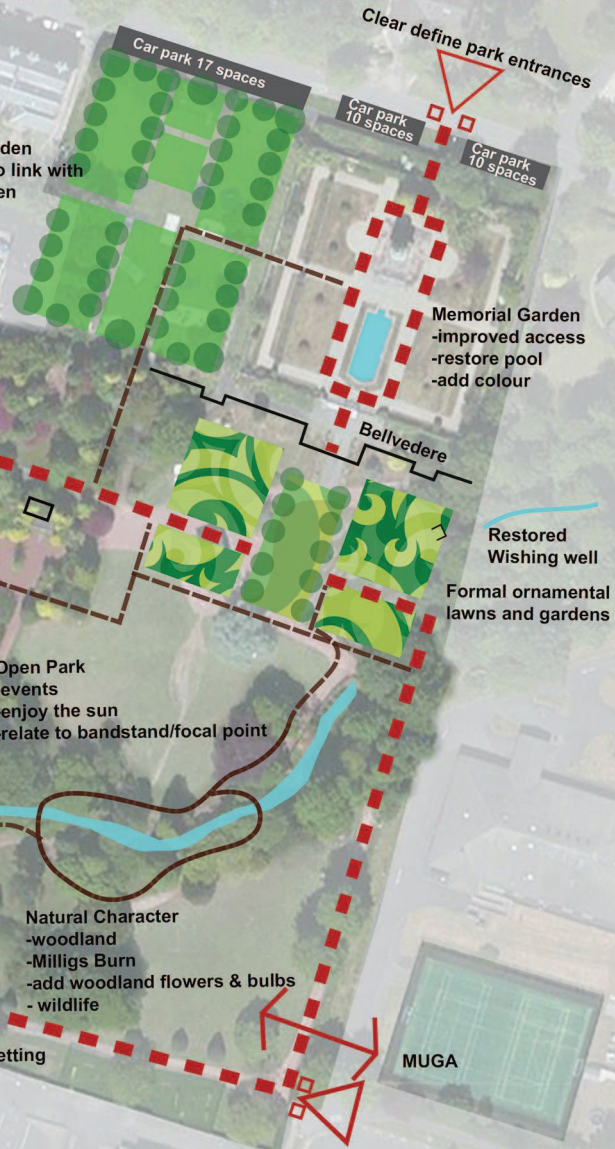 Clear define park entrances
Car park 17 spaces
Car park
10 spaces
Car park
10 spaces
den
o link with
en
Memorial Garden
-improved access
-restore pool
-add colour
Bellvedere
Restored
Wishing well
Formal ornamental
lawns and gardens
Open Park
events
-enjoy the sun
-relate to bandstand/focal point
Natural Character
-woodland
-Milligs Burn
-add woodland flowers & bulbs
- wildlife
etting
MUGA